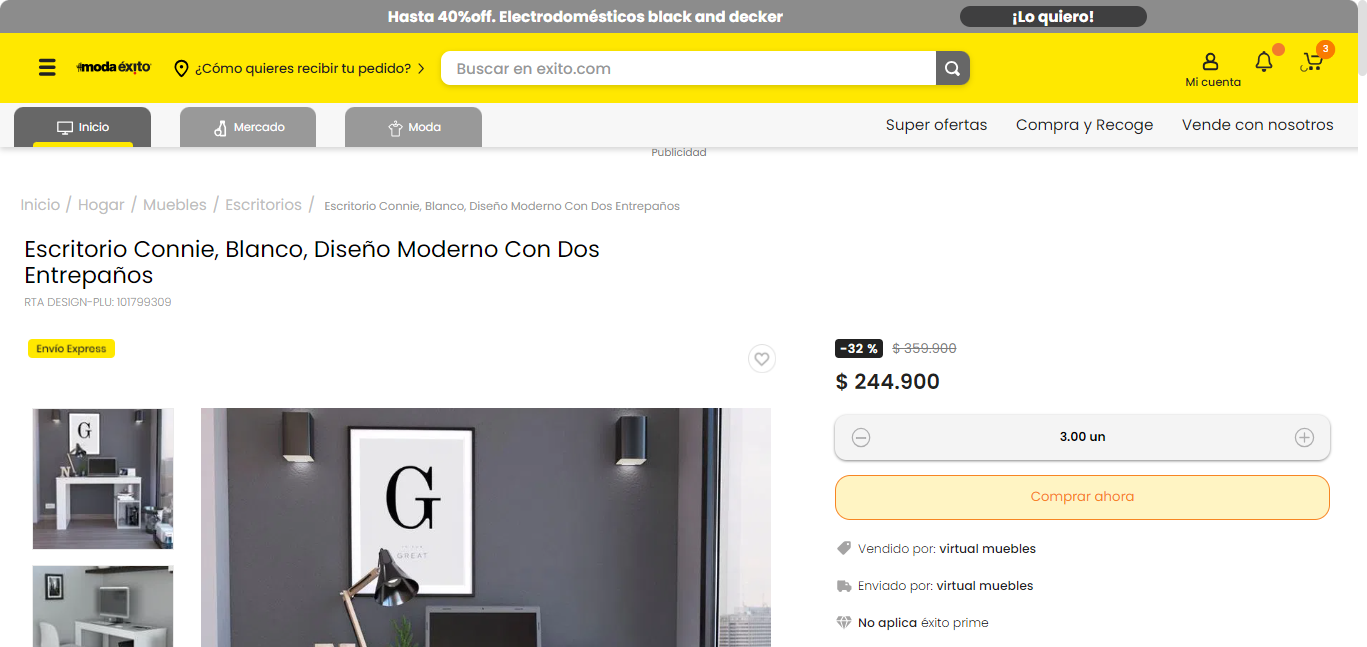 Hasta 40%off. Electrodomésticos black and decker
¡Lo quiero!
moda éxito
¿Cómo quieres recibir tu pedido?
Buscar en exito.com
Mi cuenta
3
Inicio
Mercado
Moda
Super ofertas
Compra y Recoge
Vende con nosotros
Publicidad
Inicio / Hogar / Muebles / Escritorios / Escritorio Connie, Blanco, Diseño Moderno Con Dos Entrepaños
Escritorio Connie, Blanco, Diseño Moderno Con Dos
Entrepaños
RTA DESIGN-PLU: 101799309
Envío Express
-32 % $ 359.900
$ 244.900
3.00 un
Comprar ahora
Vendido por: virtual muebles
Enviado por: virtual muebles
No aplica éxito prime
G
N
G
GREAT